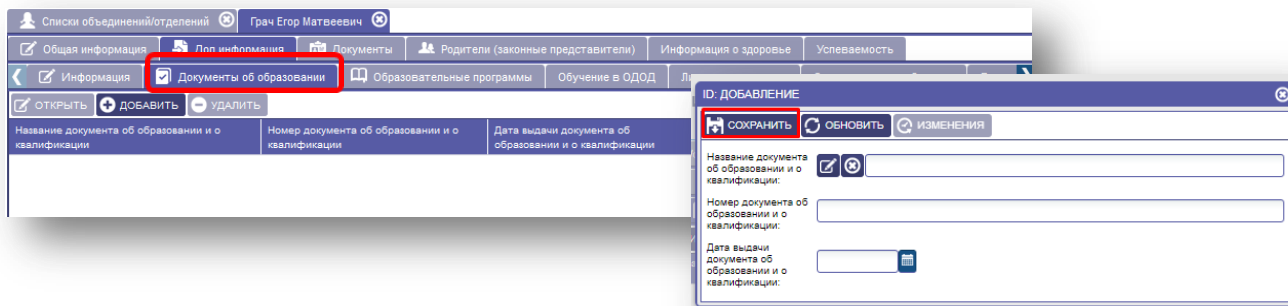 Списки объединений/отделений Грач Егор Матвеевич
Общая информация Доп информация Документы Родители (законные представители) Информация о здоровье Успеваемость
Информация Документы об образовании Образовательные программы Обучение в ОДОД
ОТКРЫТЬ ДОБАВИТЬ УДАЛИТЬ
Название документа об образовании и о
квалификации
Номер документа об образовании и о
квалификации
Дата выдачи документа об
образовании и о квалификации
ID: ДОБАВЛЕНИЕ
СОХРАНИТЬ ОБНОВИТЬ ИЗМЕНЕНИЯ
Название документа
об образовании и о
квалификации:
Номер документа об
образовании и о
квалификации:
Дата выдачи
документа об
образовании и о
квалификации: